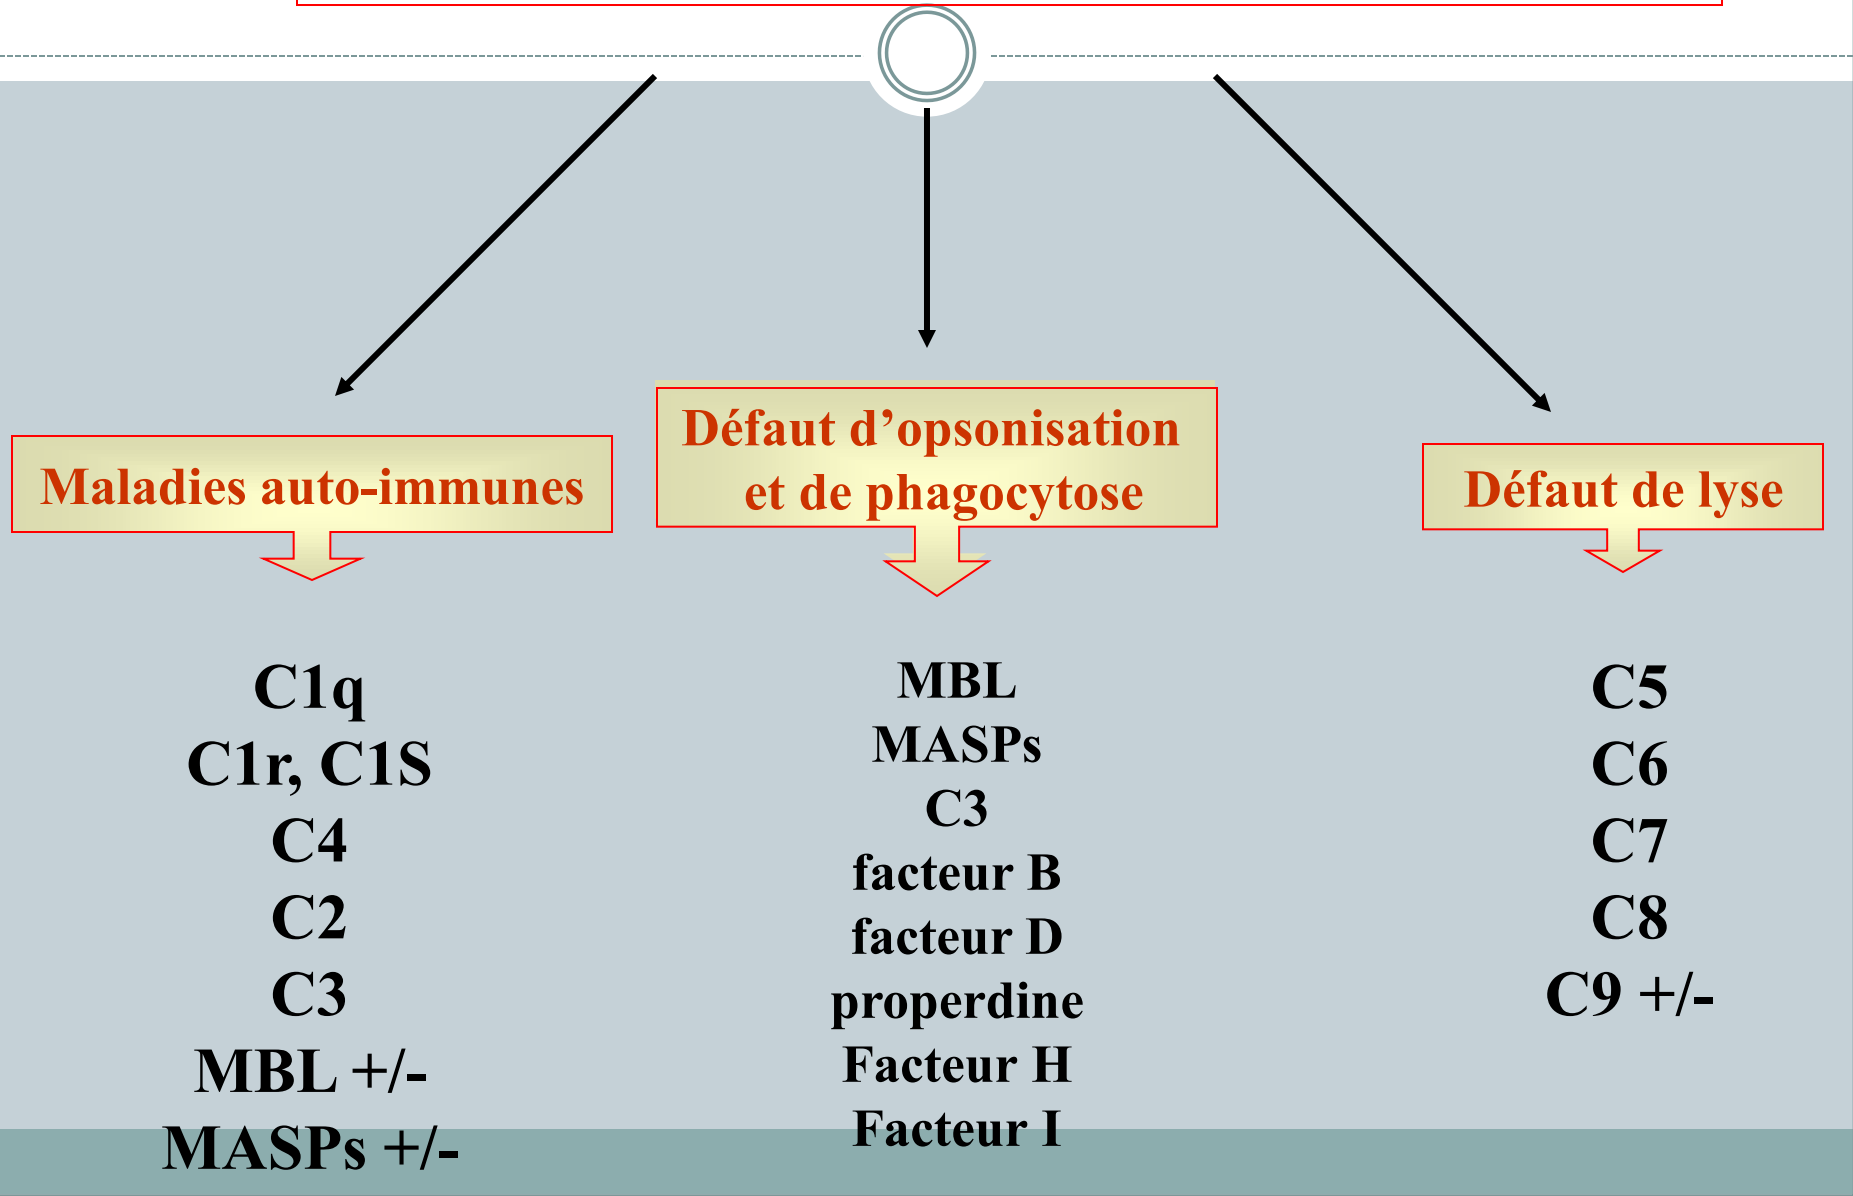 Maladies auto-immunes
C1q
C1r, C1S
C4
C2
C3
MBL +/-
MASPs +/-
Défaut d’opsonisation
et de phagocytose
MBL
MASPs
C3
facteur B
facteur D
properdine
Facteur H
Facteur I
Défaut de lyse
C5
C6
C7
C8
C9 +/-